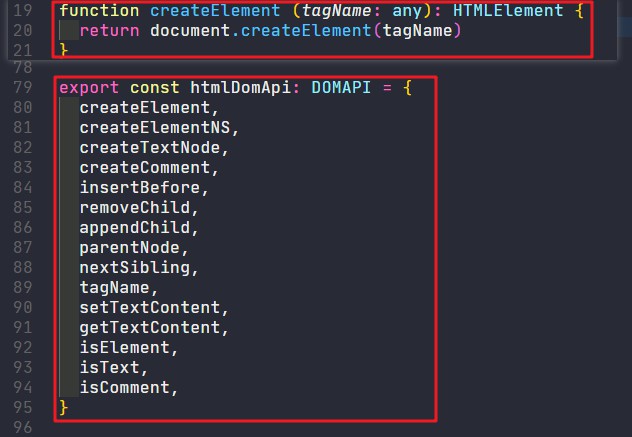 19 function createElement (tagName: any): HTMLElement {
20   return document.createElement(tagName)
21 }
78
79 export const htmlDomApi: DOMAPI = {
80   createElement,
81   createElementNS,
82   createTextNode,
83   createComment,
84   insertBefore,
85   removeChild,
86   appendChild,
87   parentNode,
88   nextSibling,
89   tagName,
90   setTextContent,
91   getTextContent,
92   isElement,
93   isText,
94   isComment,
95 }
96